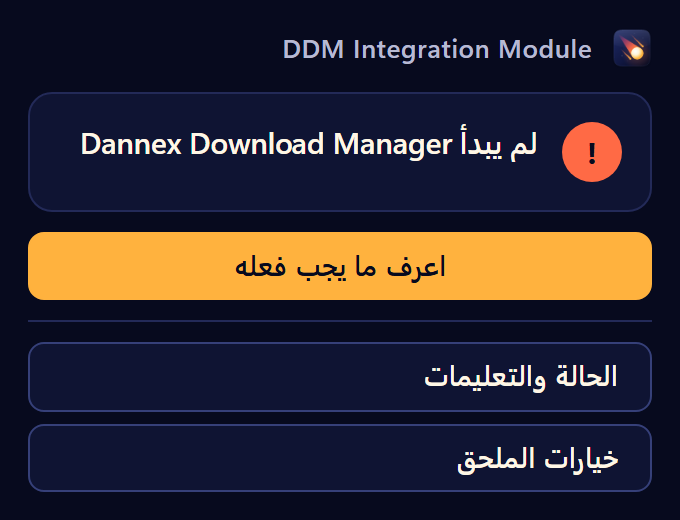 DDM Integration Module
!
لم يبدأ Dannex Download Manager
اعرف ما يجب فعله
الحالة والتعليمات
خيارات الملحق